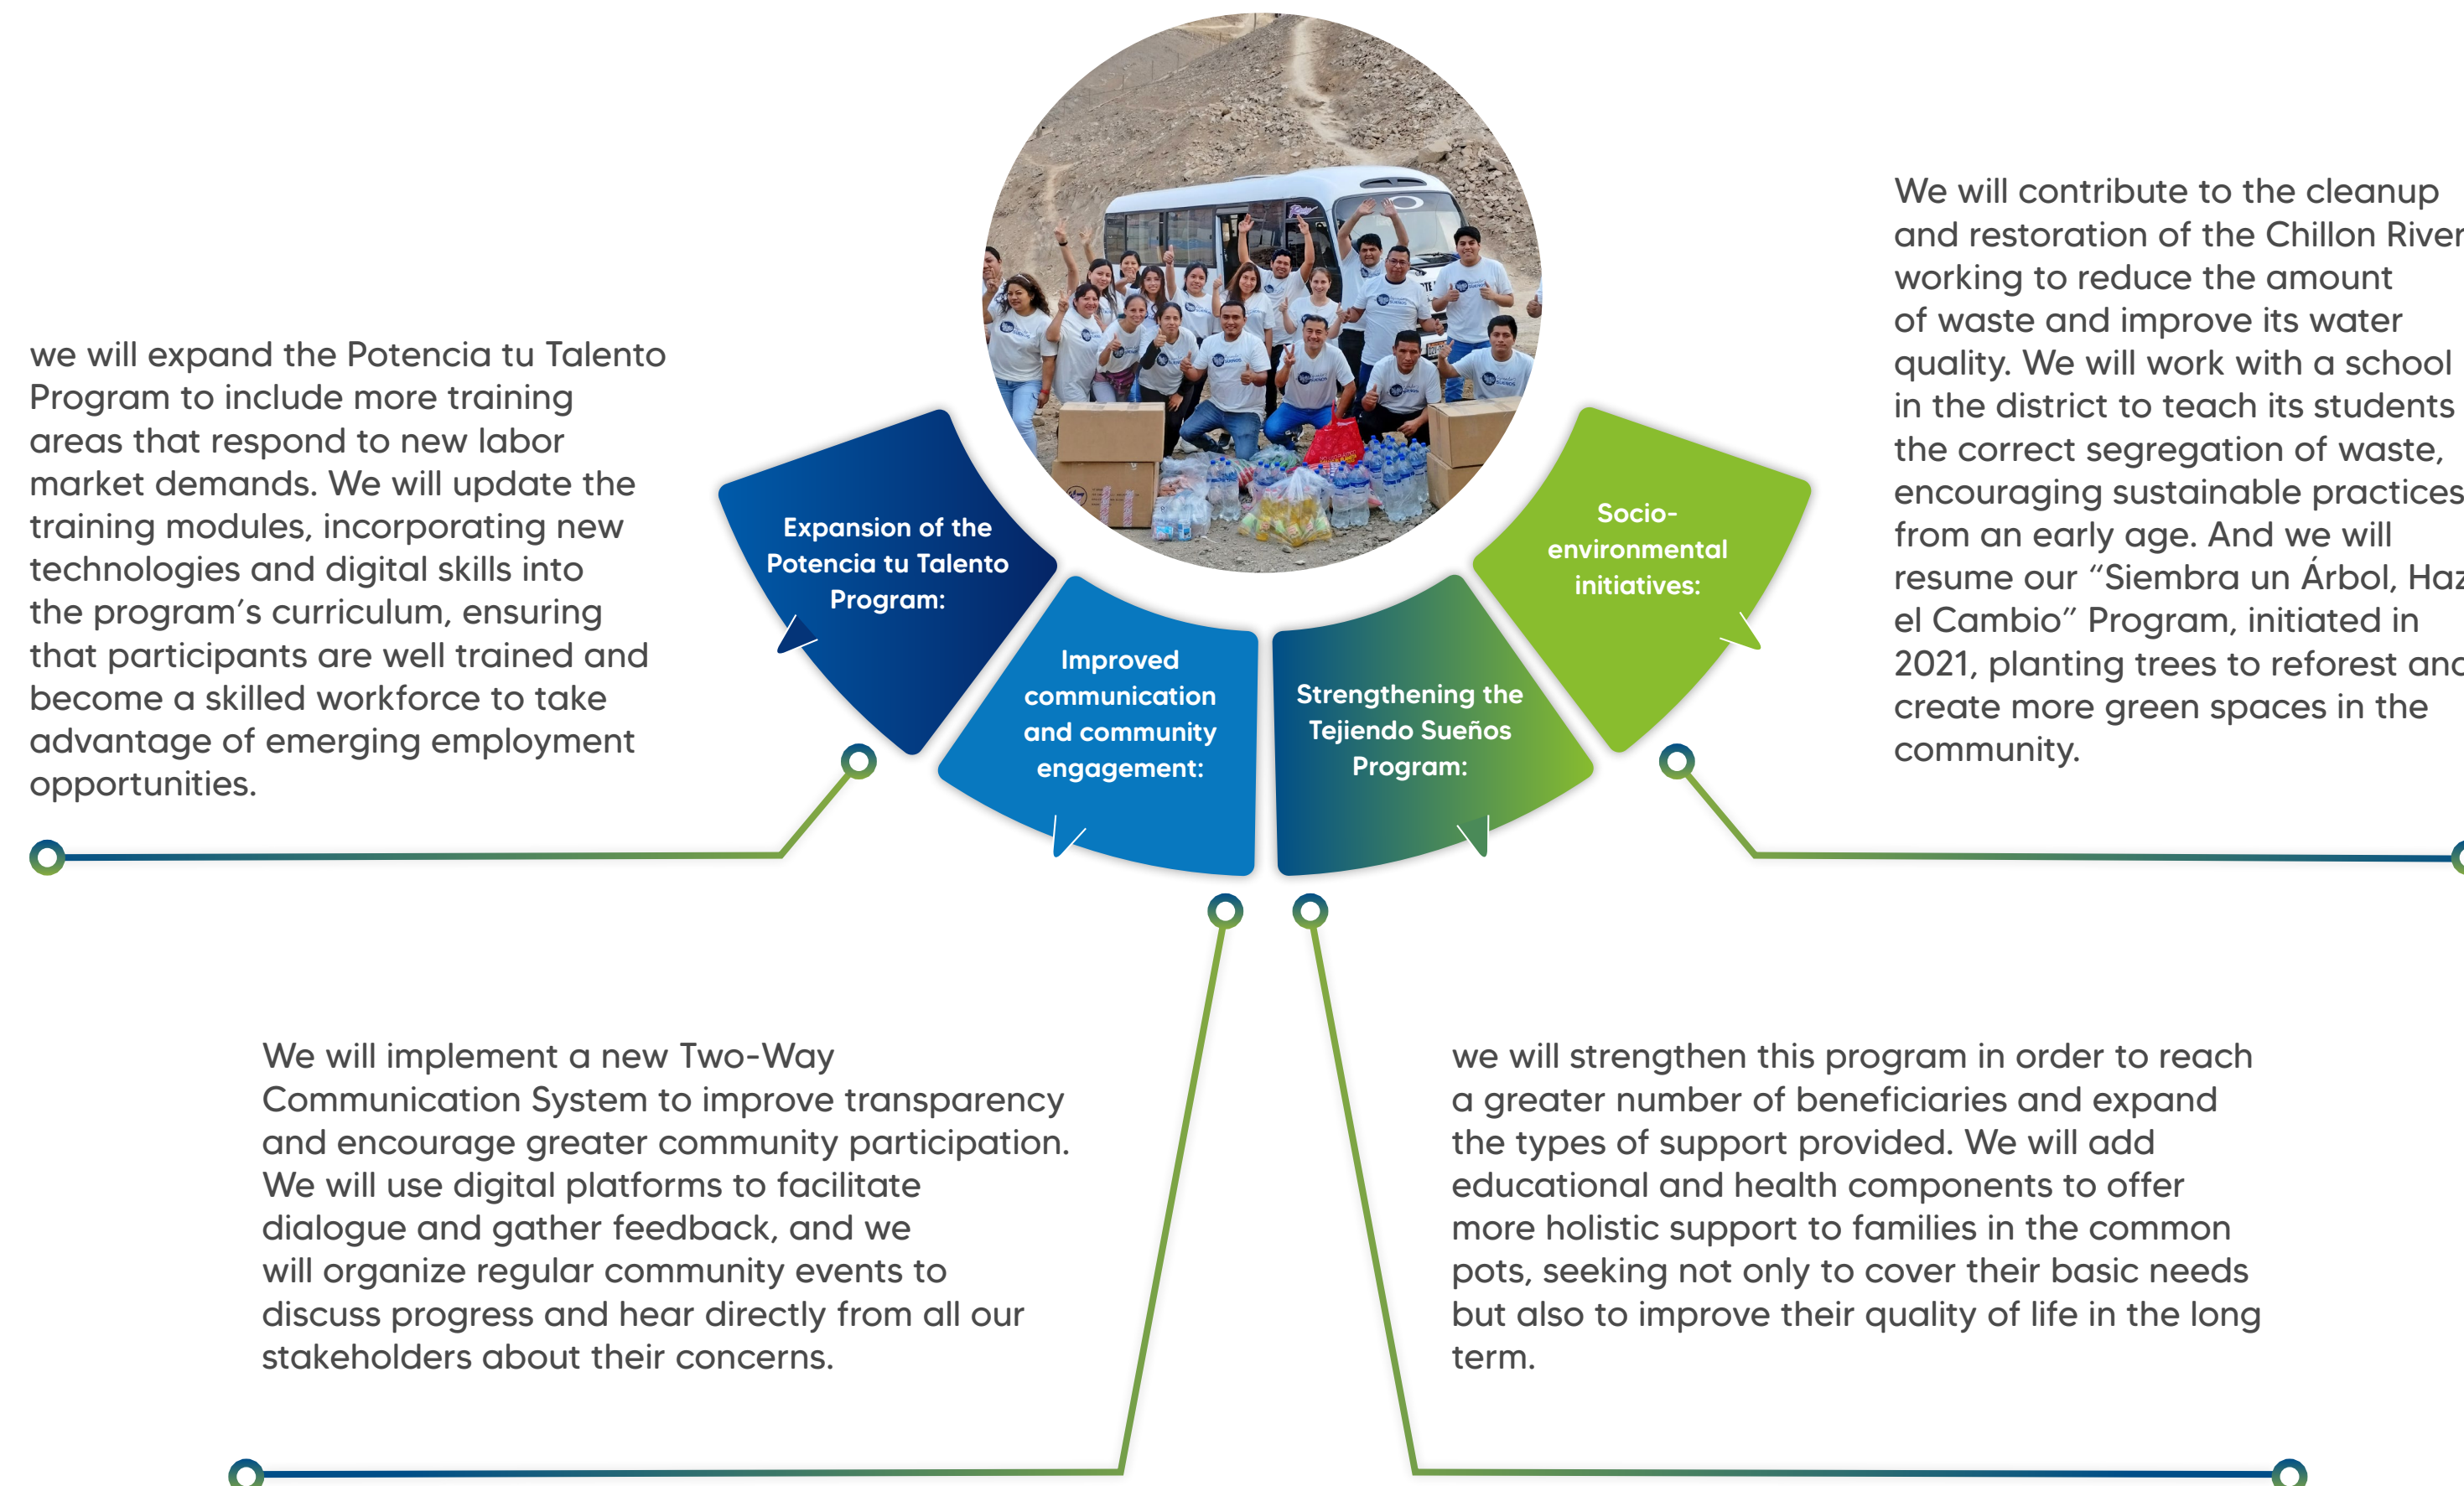 Expansion of the
Potencia tu Talento
Program:
we will expand the Potencia tu Talento
Program to include more training
areas that respond to new labor
market demands. We will update the
training modules, incorporating new
technologies and digital skills into
the program’s curriculum, ensuring
that participants are well trained and
become a skilled workforce to take
advantage of emerging employment
opportunities.
Improved
communication
and community
engagement:
We will implement a new Two-Way
Communication System to improve transparency
and encourage greater community participation.
We will use digital platforms to facilitate
dialogue and gather feedback, and we
will organize regular community events to
discuss progress and hear directly from all our
stakeholders about their concerns.
Strengthening the
Tejiendo Sueños
Program:
we will strengthen this program in order to reach
a greater number of beneficiaries and expand
the types of support provided. We will add
educational and health components to offer
more holistic support to families in the common
pots, seeking not only to cover their basic needs
but also to improve their quality of life in the long
term.
Socio-
environmental
initiatives:
We will contribute to the cleanup
and restoration of the Chillon River
working to reduce the amount
of waste and improve its water
quality. We will work with a school
in the district to teach its students
the correct segregation of waste,
encouraging sustainable practices
from an early age. And we will
resume our “Siembra un Árbol, Haz
el Cambio” Program, initiated in
2021, planting trees to reforest and
create more green spaces in the
community.